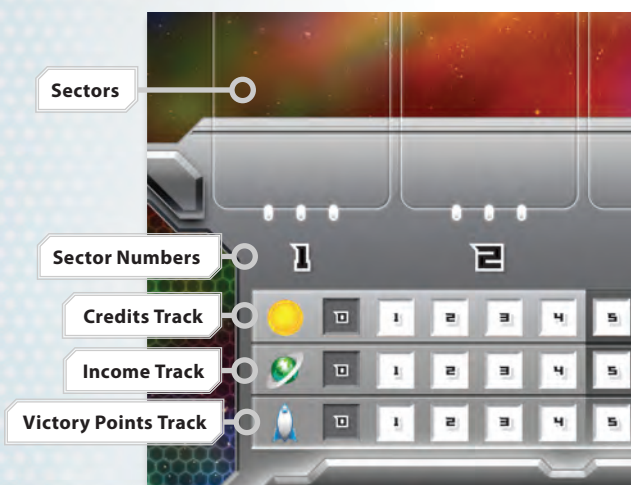 Sectors
Sector Numbers
1 2
Credits Track
0 1 2 3 4 5
Income Track
0 1 2 3 4 5
Victory Points Track
0 1 2 3 4 5